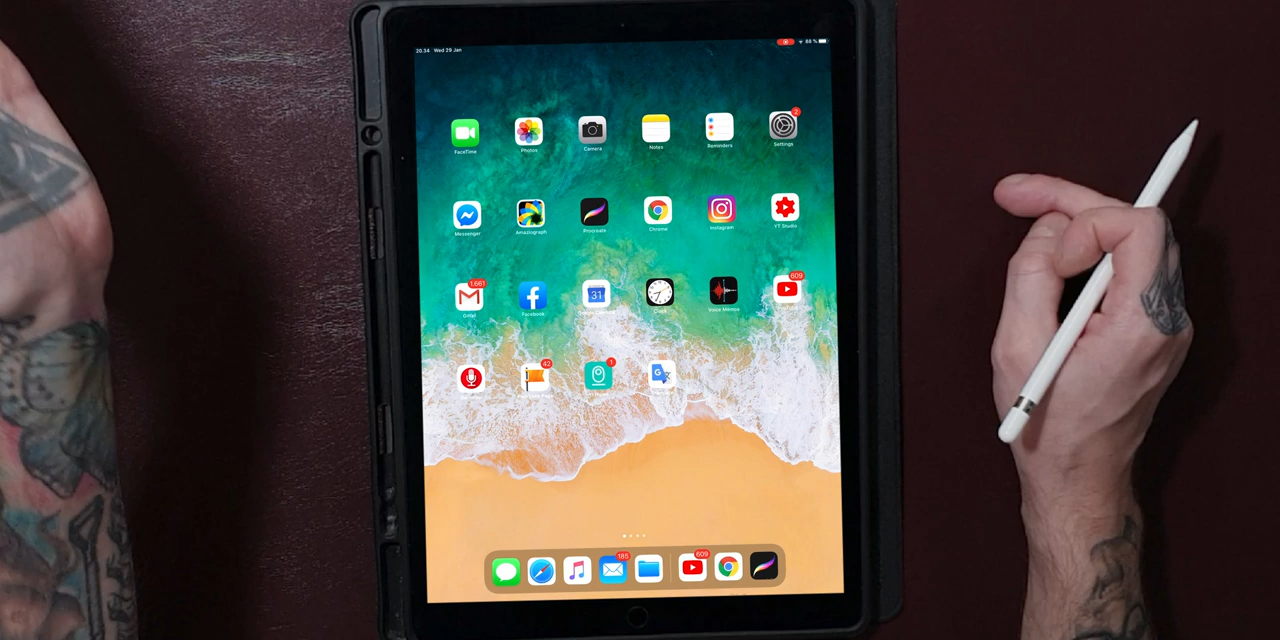 20.34 Wed 29 Jan
88 %
FaceTime
Photos
Camera
Notes
Reminders
2
Settings
Messenger
Amaziograph
Procreate
Chrome
Instagram
YT Studio
1.661
Gmail
Facebook
31
Clock
Voice Memos
609
42
1
G
185
609